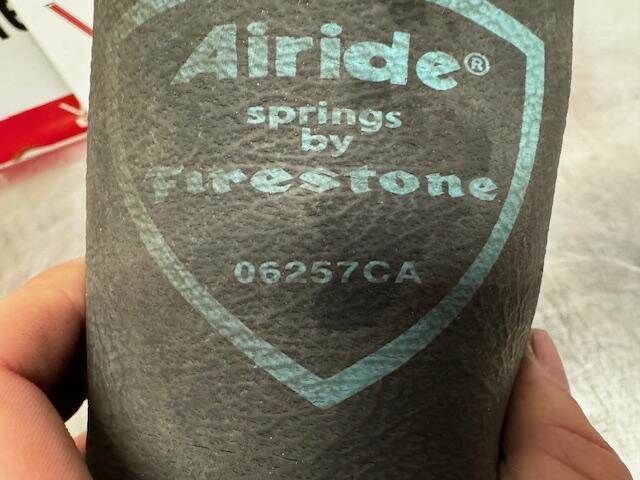 Airide®
springs
by
Firestone
06257CA